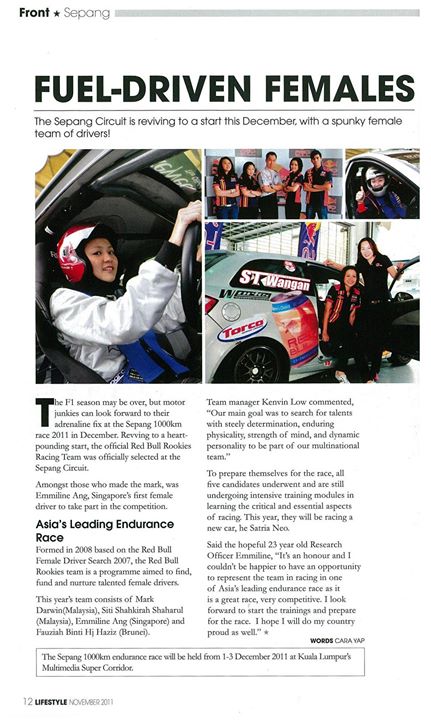 Front ★ Sepang
FUEL-DRIVEN FEMALES
The Sepang Circuit is reviving to a start this December, with a spunky female
team of drivers!
ST Wangan
Works
Torco
RED
BULL
The F1 season may be over, but motor
junkies can look forward to their
adrenaline fix at the Sepang 1000km
race 2011 in December. Revving to a heart-
pounding start, the official Red Bull Rookies
Racing Team was officially selected at the
Sepang Circuit.
Amongst those who made the mark, was
Emmiline Ang, Singapore's first female
driver to take part in the competition.
Asia's Leading Endurance
Race
Formed in 2008 based on the Red Bull
Female Driver Search 2007, the Red Bull
Rookies team is a programme aimed to find,
fund and nurture talented female drivers.
This year's team consists of Mark
Darwin(Malaysia), Siti Shahkirah Shaharul
(Malaysia), Emmiline Ang (Singapore) and
Fauziah Binti Hj Haziz (Brunei).
Team manager Kenvin Low commented,
"Our main goal was to search for talents
with steely determination, enduring
physicality, strength of mind, and dynamic
personality to be part of our multinational
team."
To prepare themselves for the race, all
five candidates underwent and are still
undergoing intensive training modules in
learning the critical and essential aspects
of racing. This year, they will be racing a
new car, he Satria Neo.
Said the hopeful 23 year old Research
Officer Emmiline, "It's an honour and I
couldn't be happier to have an opportunity
to represent the team in racing in one
of Asia's leading endurance race as it
is a great race, very competitive. I look
forward to start the trainings and prepare
for the race. I hope I will do my country
proud as well." ★
WORDS CARA YAP
The Sepang 1000km endurance race will be held from 1-3 December 2011 at Kuala Lumpur's
Multimedia Super Corridor.
12 LIFESTYLE NOVEMBER 2011